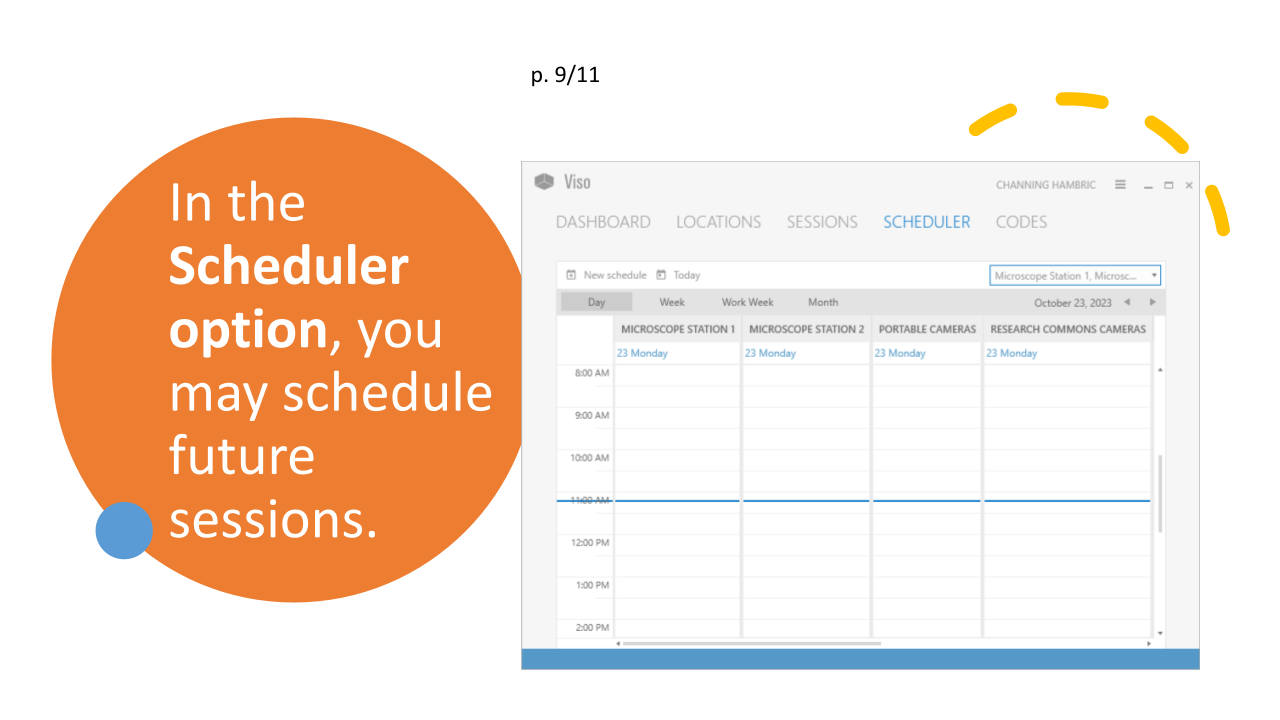 p. 9/11
In the
Scheduler
option, you
may schedule
future
sessions.
Viso
CHANNING HAMBRIC
DASHBOARD LOCATIONS SESSIONS SCHEDULER CODES
New schedule Today
Microscope Station 1, Microsc...
Day Week Work Week Month October 23, 2023
MICROSCOPE STATION 1 MICROSCOPE STATION 2 PORTABLE CAMERAS RESEARCH COMMONS CAMERAS
23 Monday 23 Monday 23 Monday 23 Monday
8:00 AM
9:00 AM
10:00 AM
11:00 AM
12:00 PM
1:00 PM
2:00 PM